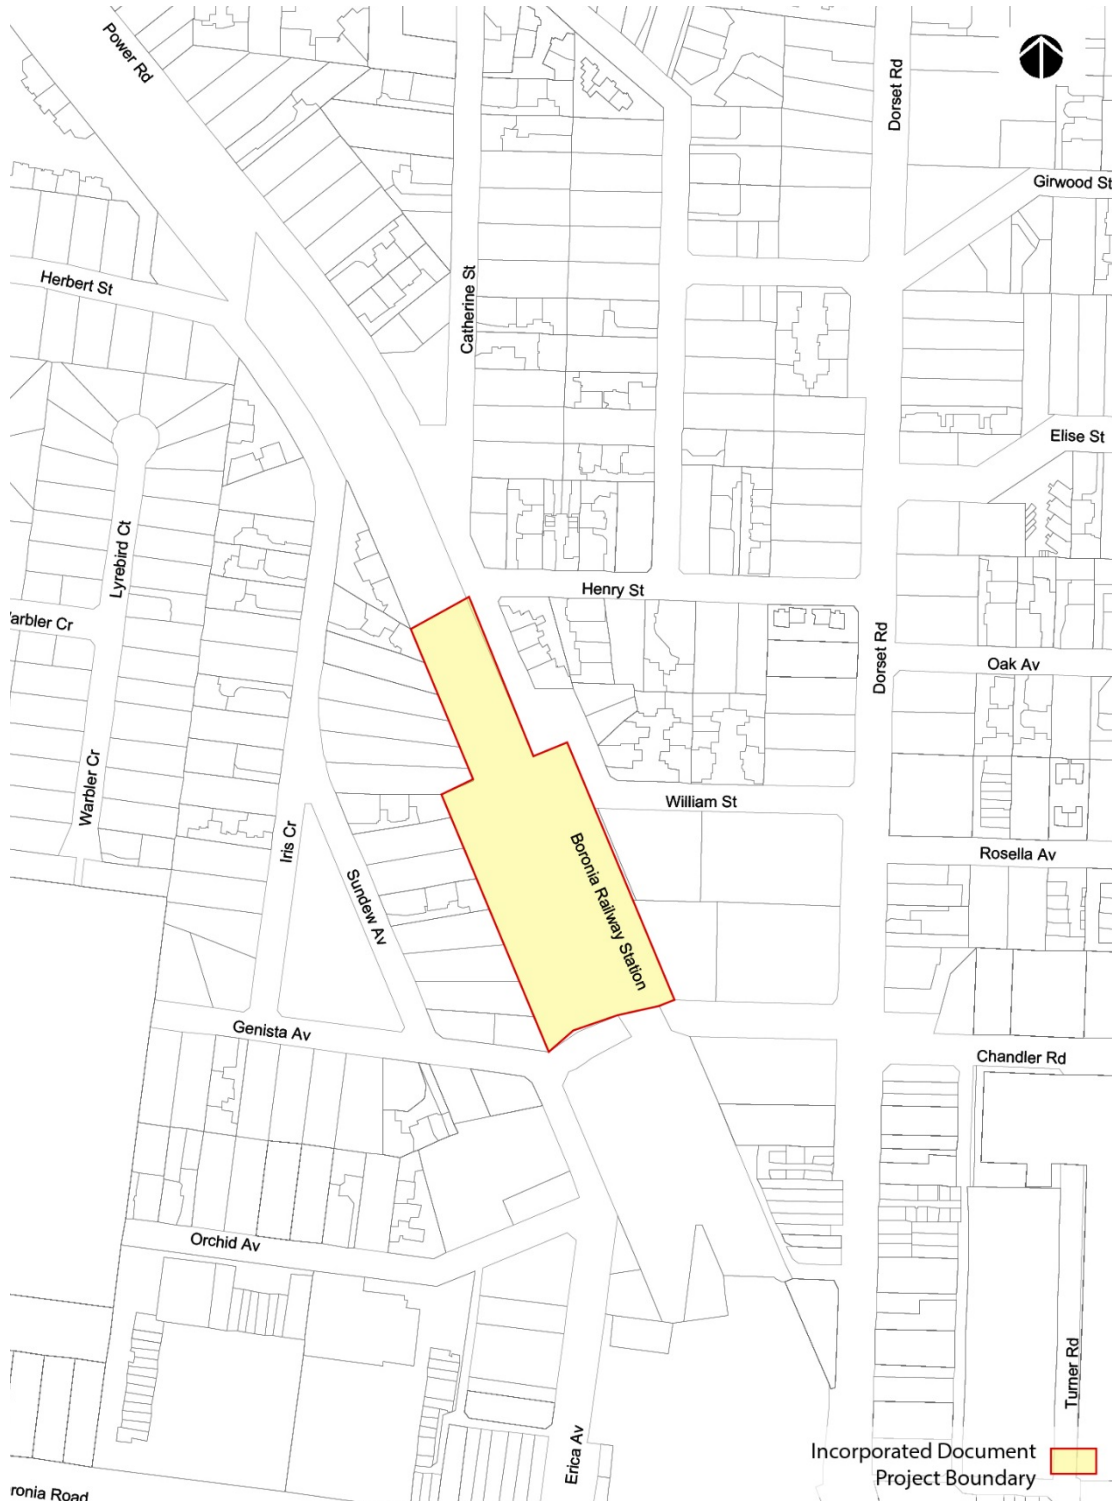 Power Rd
Dorset Rd
Girwood St
Herbert St
Catherine St
Elise St
Lyrebird Ct
Henry St
arbler Cr
Dorset Rd
Oak Av
Warbler Cr
Iris Cr
William St
Rosella Av
Boronia Railway Station
Sundew Av
Genista Av
Chandler Rd
Orchid Av
Turner Rd
Erica Av
Incorporated Document
Project Boundary
ronia Road